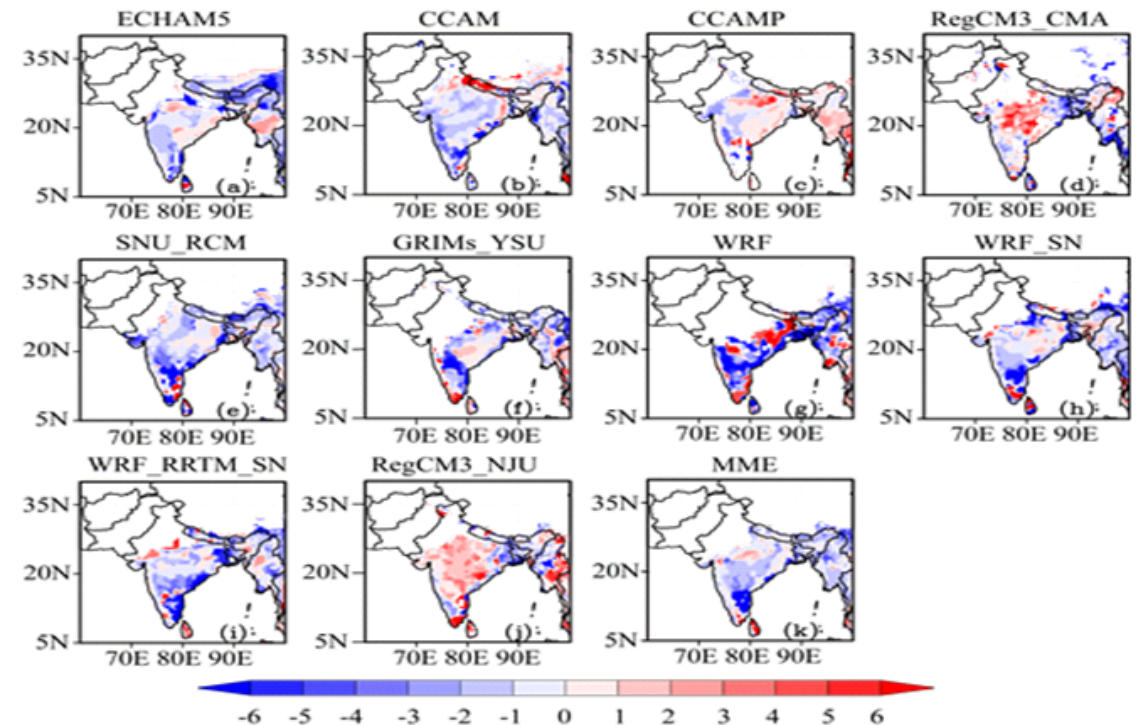 ECHAM5 CCAM CCAMP RegCM3_CMA
35N 35N 35N 35N
20N 20N 20N 20N
5N (a) 5N (b) 5N (c) 5N (d)
70E 80E 90E 70E 80E 90E 70E 80E 90E 70E 80E 90E
SNU_RCM GRIMs_YSU WRF WRF_SN
35N 35N 35N 35N
20N 20N 20N 20N
5N (e) 5N (f) 5N (g) 5N (h)
70E 80E 90E 70E 80E 90E 70E 80E 90E 70E 80E 90E
WRF_RRTM_SN RegCM3_NJU MME
35N 35N 35N
20N 20N 20N
5N (i) 5N (j) 5N (k)
70E 80E 90E 70E 80E 90E 70E 80E 90E
-6 -5 -4 -3 -2 -1 0 1 2 3 4 5 6